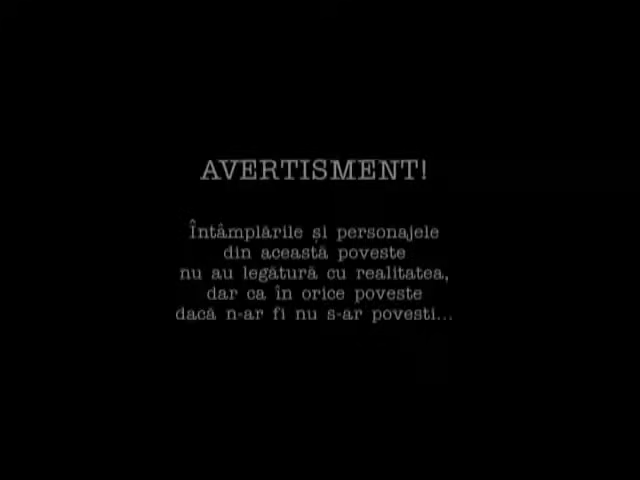 AVERTISMENT!
Întâmplările și personajele
din această poveste
nu au legătură cu realitatea,
dar ca în orice poveste
dacă n-ar fi nu s-ar povesti...